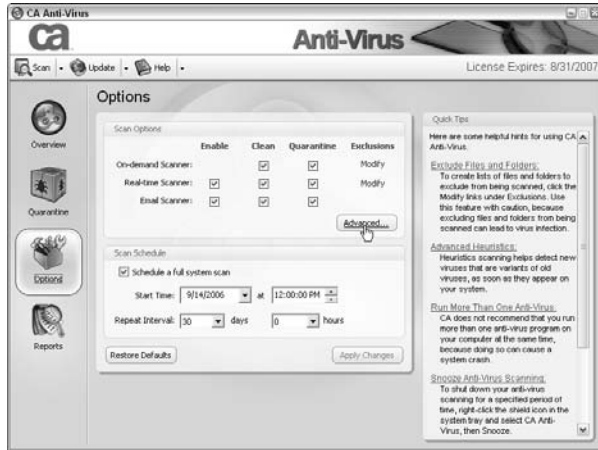 CA Anti-Virus
ca
Anti-Virus
Scan
Update
Help
License Expires: 8/31/2007
Overview
Quarantine
Options
Reports
Options
Scan Options
Enable Clean Quarantine Exclusions
On-demand Scanner: Modify
Real-time Scanner: Modify
Email Scanner:
Advanced...
Scan Schedule
Schedule a full system scan
Start Time: 9/14/2006 at 12:00:00 PM
Repeat Interval: 30 days 0 hours
Restore Defaults
Apply Changes
Quick Tips
Here are some helpful hints for using CA
Anti-Virus.
Exclude Files and Folders:
To create lists of files and folders to
exclude from being scanned, click the
Modify links under Exclusions. Use
this feature with caution, because
excluding files and folders from being
scanned can lead to virus infection.
Advanced Heuristics:
Heuristics scanning helps detect new
viruses that are variants of old
viruses, as soon as they appear on
your system.
Run More Than One Anti-Virus:
CA does not recommend that you run
more than one anti-virus program on
your computer at the same time,
because doing so can cause a
system crash.
Snooze Anti-Virus Scanning:
To shut down your anti-virus
scanning for a specified period of
time, right-click the shield icon in the
system tray and select CA Anti-
Virus, then Snooze.